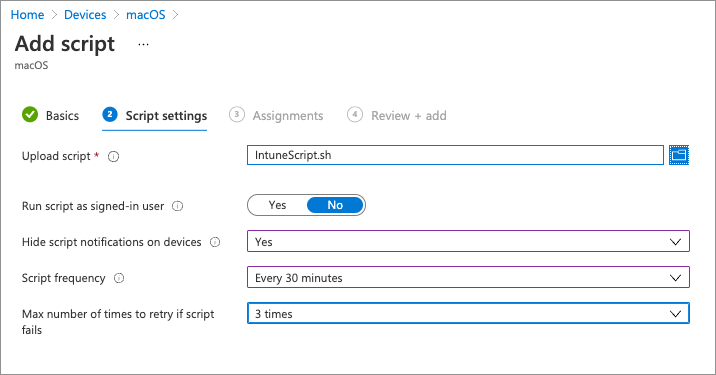 Home > Devices > macOS >
Add script ...
macOS
Basics 2 Script settings 3 Assignments 4 Review + add
Upload script * IntuneScript.sh
Run script as signed-in user Yes No
Hide script notifications on devices Yes
Script frequency Every 30 minutes
Max number of times to retry if script 3 times
fails